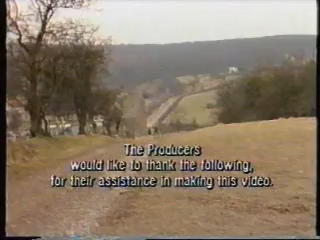 The Producers
would like to thank the following,
for their assistance in making this video.